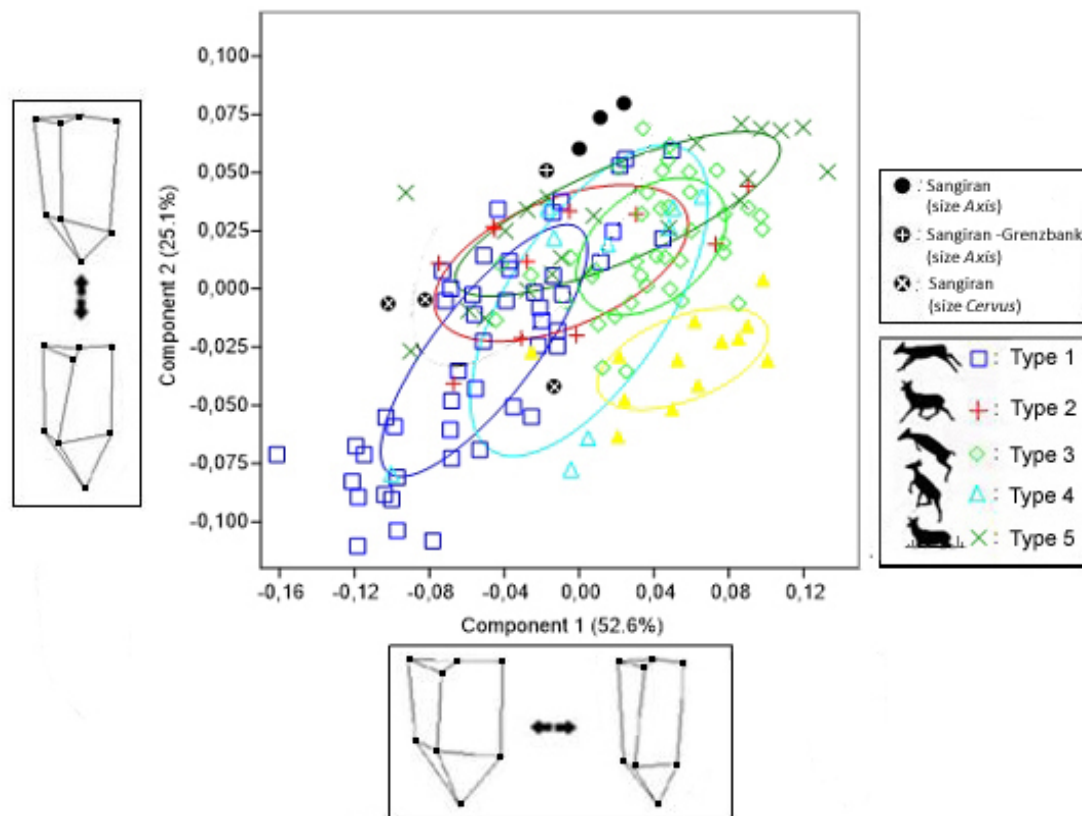 0,100
0,075
0,050
0,025
0,000
-0,025
-0,050
-0,075
-0,100
Component 2 (25.1%)
-0,16 -0,12 -0,08 -0,04 0,00 0,04 0,08 0,12
Component 1 (52.6%)
: Sangiran
(size Axis)
: Sangiran -Grenzbank
(size Axis)
: Sangiran
(size Cervus)
: Type 1
: Type 2
: Type 3
: Type 4
: Type 5